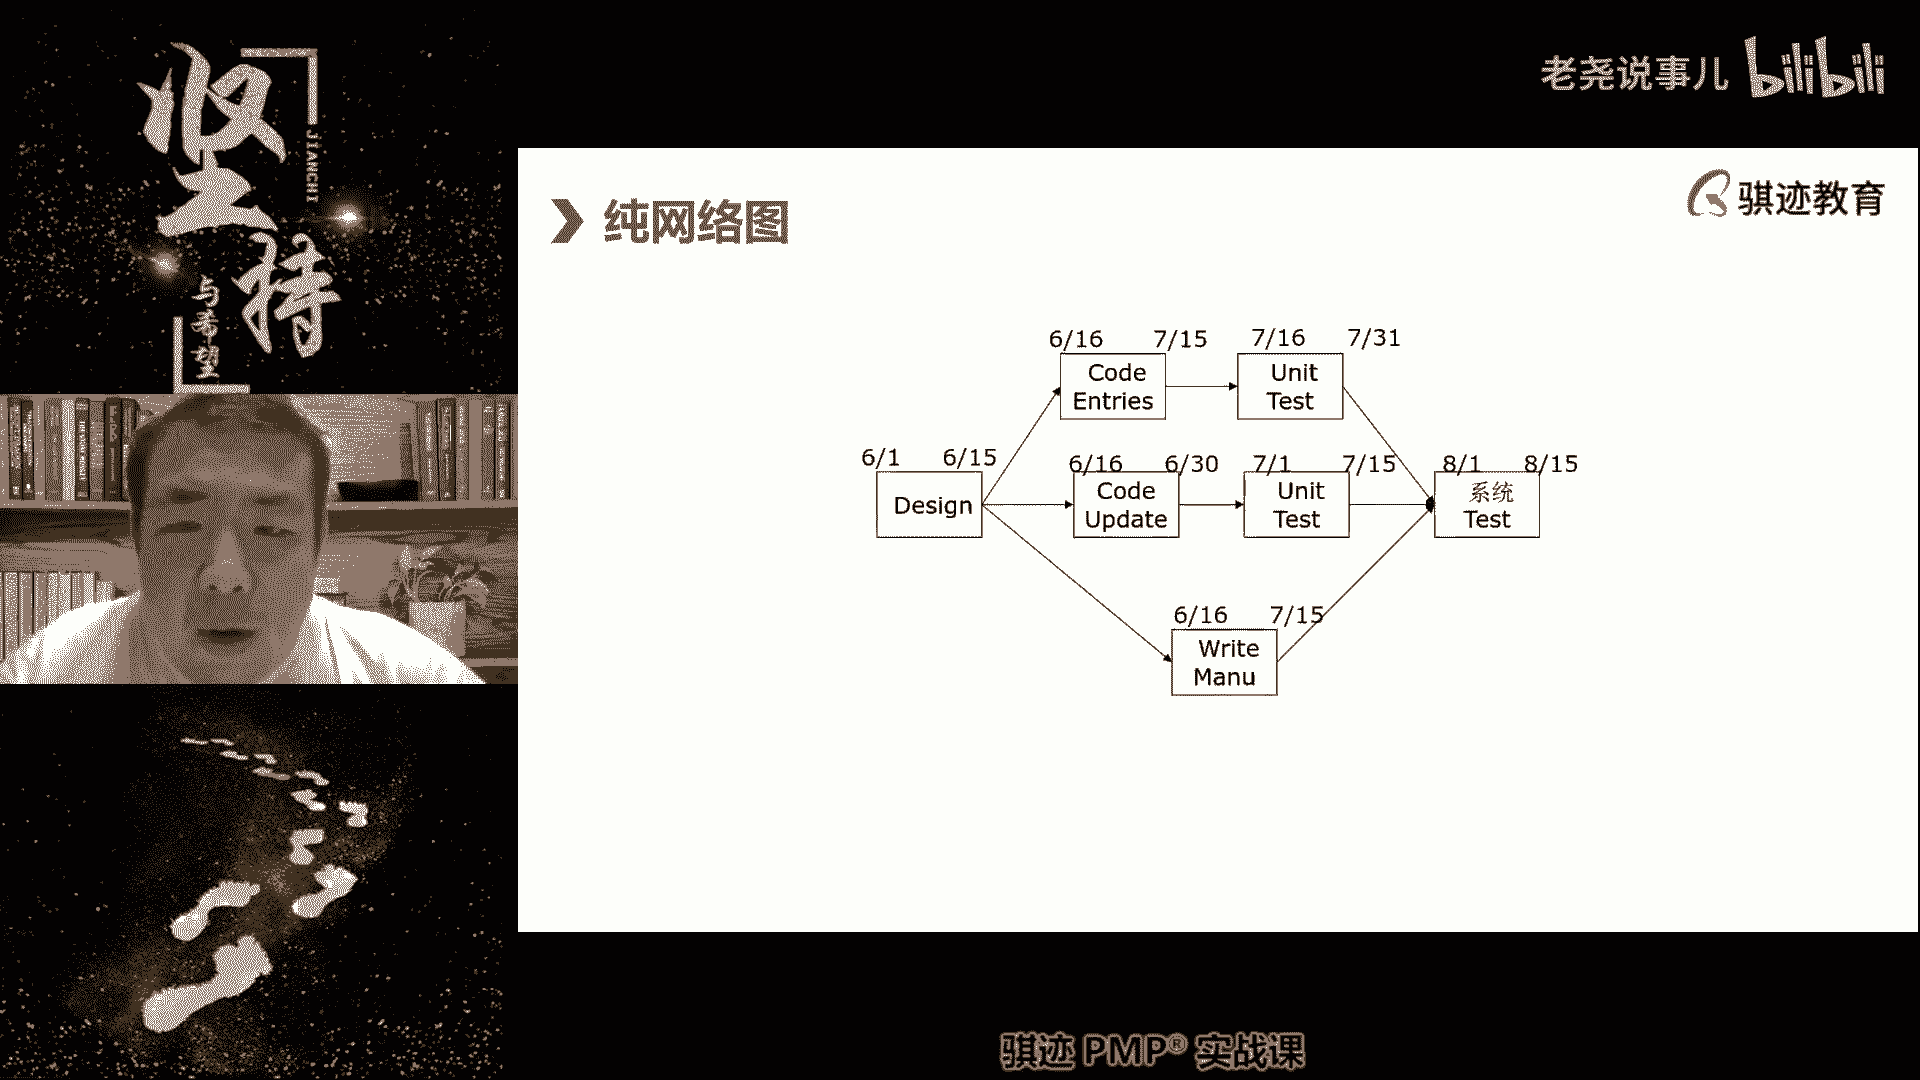 坚持
JIANCHI
与希望
老尧说事儿 bilibili
骐迹教育
纯网络图
6/16 7/15 7/16 7/31
Code
Entries
Unit
Test
6/1 6/15
Design
6/16 6/30 7/1 7/15 8/1 8/15
Code
Update
Unit
Test
系统
Test
6/16 7/15
Write
Manu
骐迹 PMP® 实战课